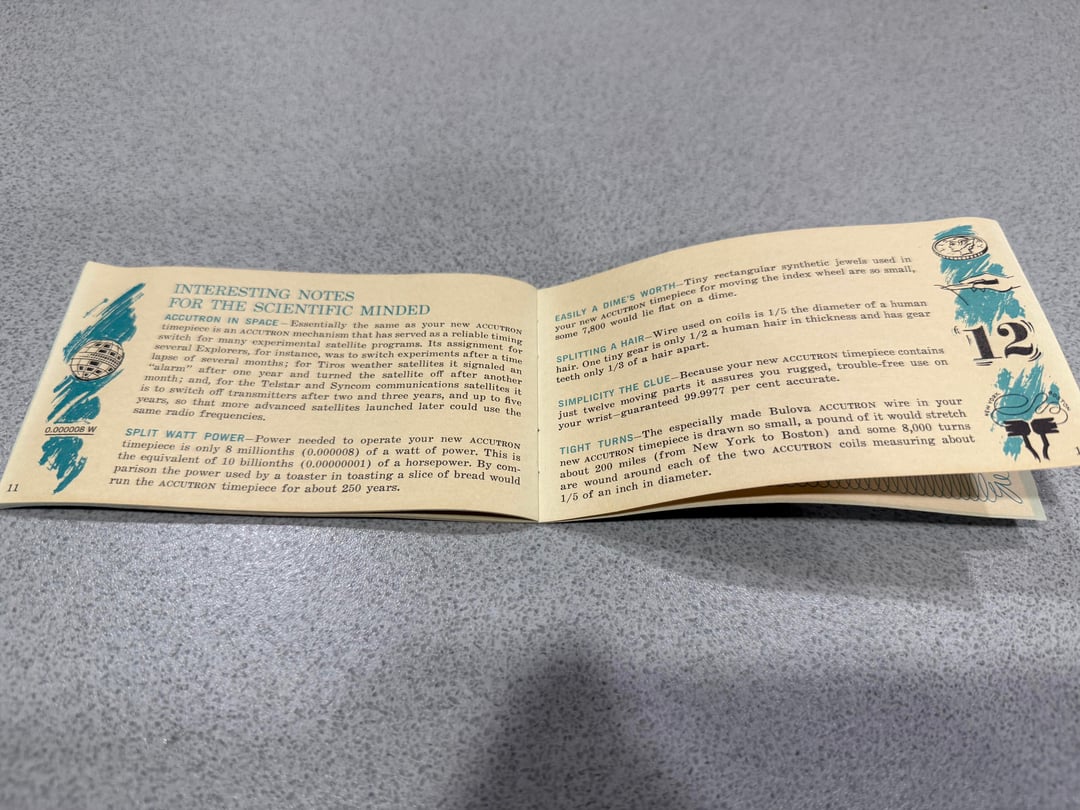 INTERESTING NOTES
FOR THE SCIENTIFIC MINDED
ACCUTRON IN SPACE—Essentially the same as your new ACCUTRON
timepiece is an ACCUTRON mechanism that has served as a reliable timing
switch for many experimental satellite programs. Its assignment for
several Explorers, for instance, was to switch experiments after a time
lapse of several months; for Tiros weather satellites it signaled an
"alarm" after one year and turned the satellite off after another
month; and, for the Telstar and Syncom communications satellites it
is to switch off transmitters after two and three years, and up to five
years, so that more advanced satellites launched later could use the
same radio frequencies.
0.000008 W
SPLIT WATT POWER—Power needed to operate your new ACCUTRON
timepiece is only 8 millionths (0.000008) of a watt of power. This is
the equivalent of 10 billionths (0.00000001) of a horsepower. By com-
parison the power used by a toaster in toasting a slice of bread would
run the ACCUTRON timepiece for about 250 years.
11
EASILY A DIME'S WORTH—Tiny rectangular synthetic jewels used in
your new ACCUTRON timepiece for moving the index wheel are so small,
some 7,800 would lie flat on a dime.
SPLITTING A HAIR—Wire used on coils is 1/5 the diameter of a human
hair. One tiny gear is only 1/2 a human hair in thickness and has gear
teeth only 1/3 of a hair apart.
SIMPLICITY THE CLUE—Because your new ACCUTRON timepiece contains
just twelve moving parts it assures you rugged, trouble-free use on
your wrist—guaranteed 99.9977 per cent accurate.
12
TIGHT TURNS—The especially made Bulova ACCUTRON wire in your
new ACCUTRON timepiece is drawn so small, a pound of it would stretch
about 200 miles (from New York to Boston) and some 8,000 turns
are wound around each of the two ACCUTRON coils measuring about
1/5 of an inch in diameter.
NEW YORK